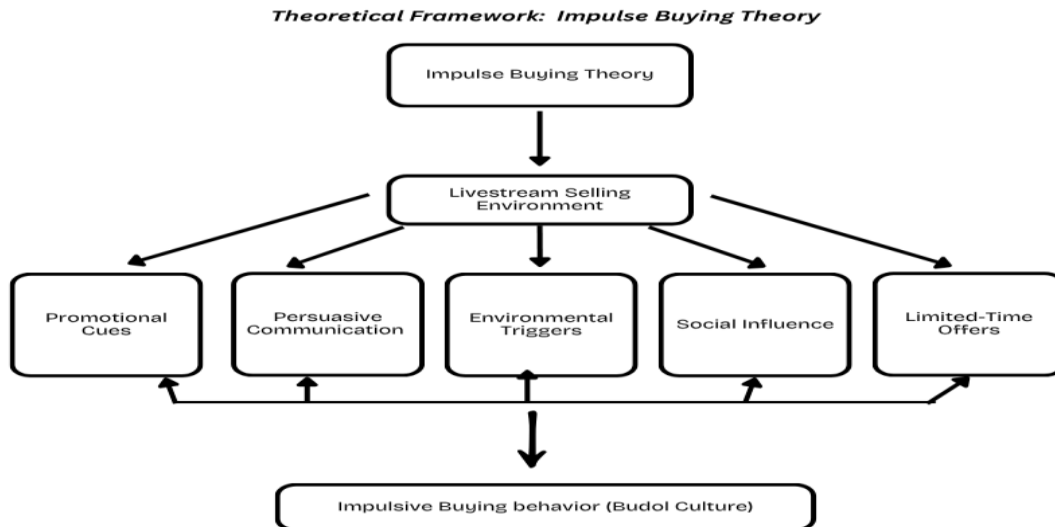 Theoretical Framework: Impulse Buying Theory
Impulse Buying Theory
Livestream Selling
Environment
Promotional
Cues
Persuasive
Communication
Environmental
Triggers
Social Influence
Limited-Time
Offers
Impulsive Buying behavior (Budol Culture)